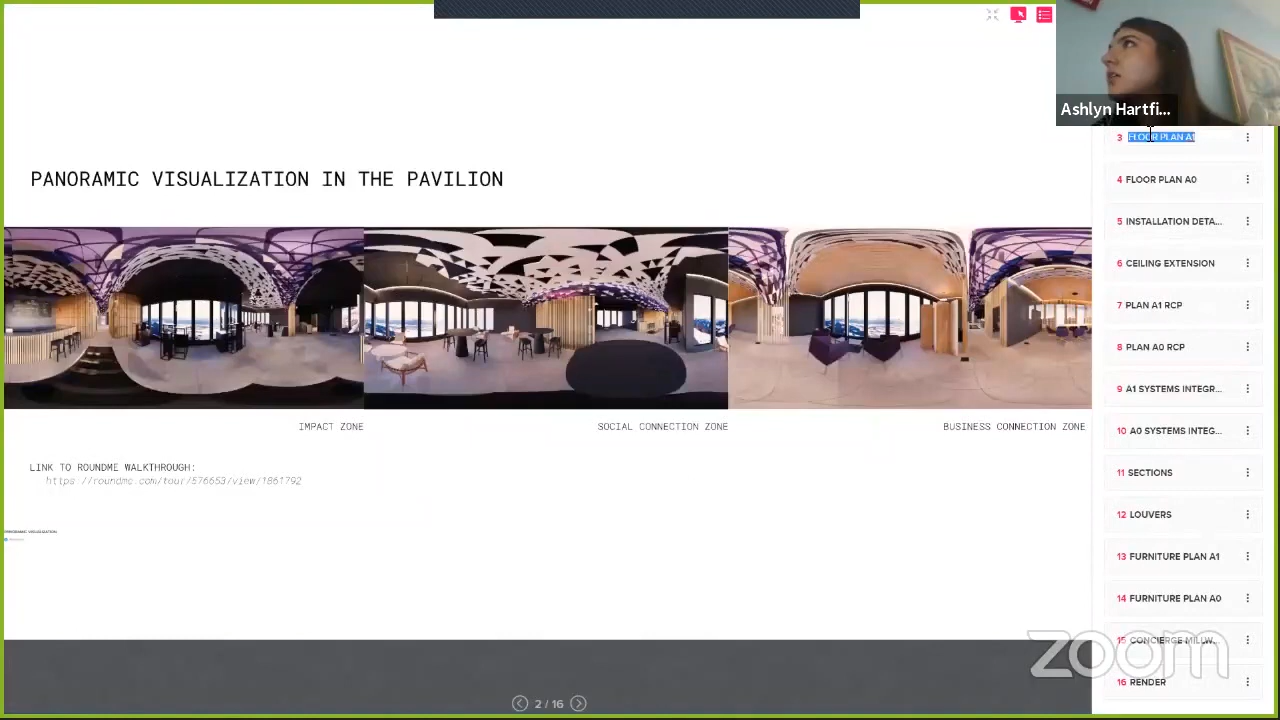 Ashlyn Hartfi...
3 FLOOR PLAN A1
4 FLOOR PLAN A0
5 INSTALLATION DETA...
6 CEILING EXTENSION
7 PLAN A1 RCP
8 PLAN A0 RCP
9 A1 SYSTEMS INTEGR...
10 A0 SYSTEMS INTEG...
11 SECTIONS
12 LOUVERS
13 FURNITURE PLAN A1
14 FURNITURE PLAN A0
15 CONCIERGE MILLW...
16 RENDER
PANORAMIC VISUALIZATION IN THE PAVILION
IMPACT ZONE
SOCIAL CONNECTION ZONE
BUSINESS CONNECTION ZONE
LINK TO ROUNDME WALKTHROUGH:
https://roundme.com/tour/576653/view/1861792
PANORAMIC VISUALIZATION
2 / 16
zoom